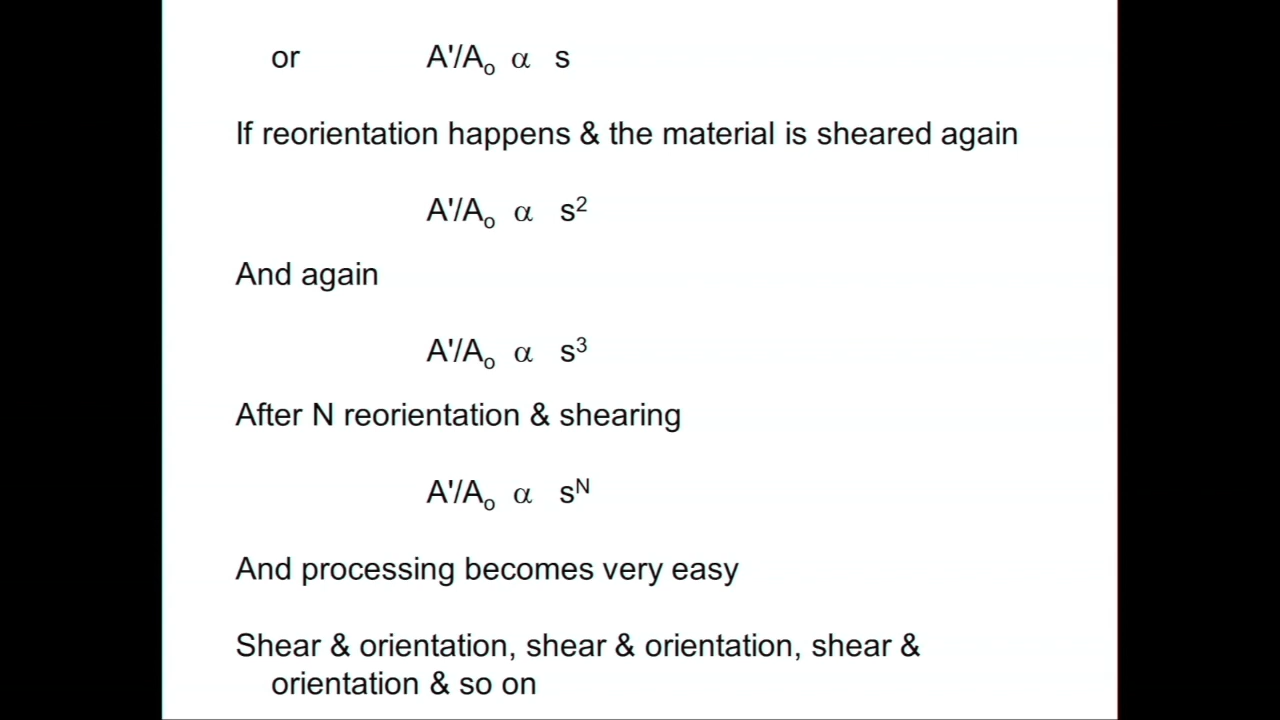 or A'/Aₒ α s
If reorientation happens & the material is sheared again
A'/Aₒ α s²
And again
A'/Aₒ α s³
After N reorientation & shearing
A'/Aₒ α sᴺ
And processing becomes very easy
Shear & orientation, shear & orientation, shear &
orientation & so on